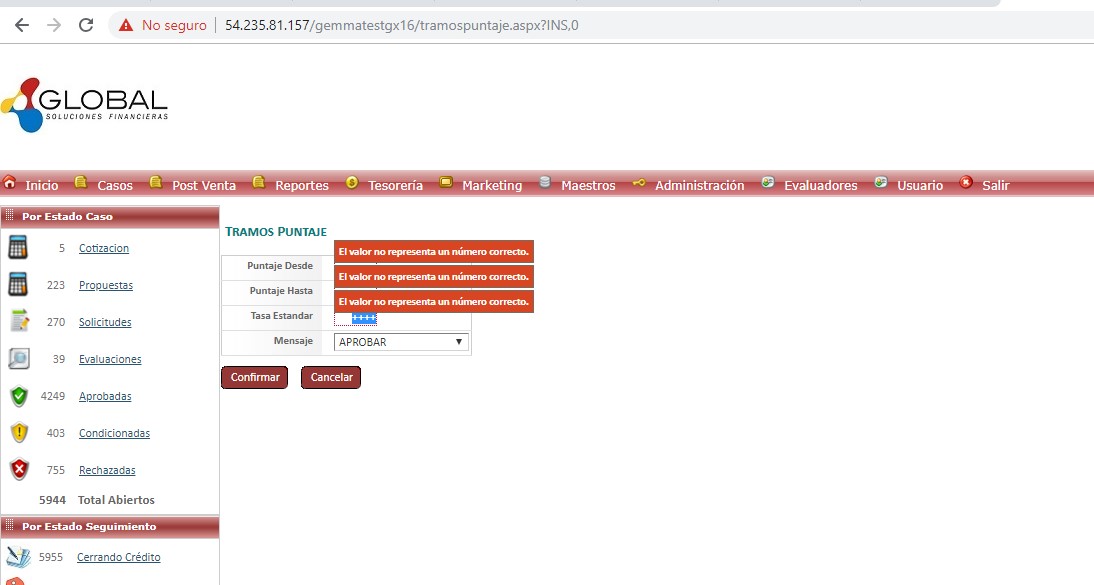 No seguro | 54.235.81.157/gemmatestgx16/tramospuntaje.aspx?INS,0
GLOBAL
SOLUCIONES FINANCIERAS
Inicio Casos Post Venta Reportes Tesorería Marketing Maestros Administración Evaluadores Usuario Salir
Por Estado Caso
5 Cotizacion
223 Propuestas
270 Solicitudes
39 Evaluaciones
4249 Aprobadas
403 Condicionadas
755 Rechazadas
5944 Total Abiertos
Por Estado Seguimiento
5955 Cerrando Crédito
TRAMOS PUNTAJE
El valor no representa un número correcto.
Puntaje Desde
El valor no representa un número correcto.
Puntaje Hasta
El valor no representa un número correcto.
Tasa Estandar ++++
Mensaje APROBAR
Confirmar Cancelar